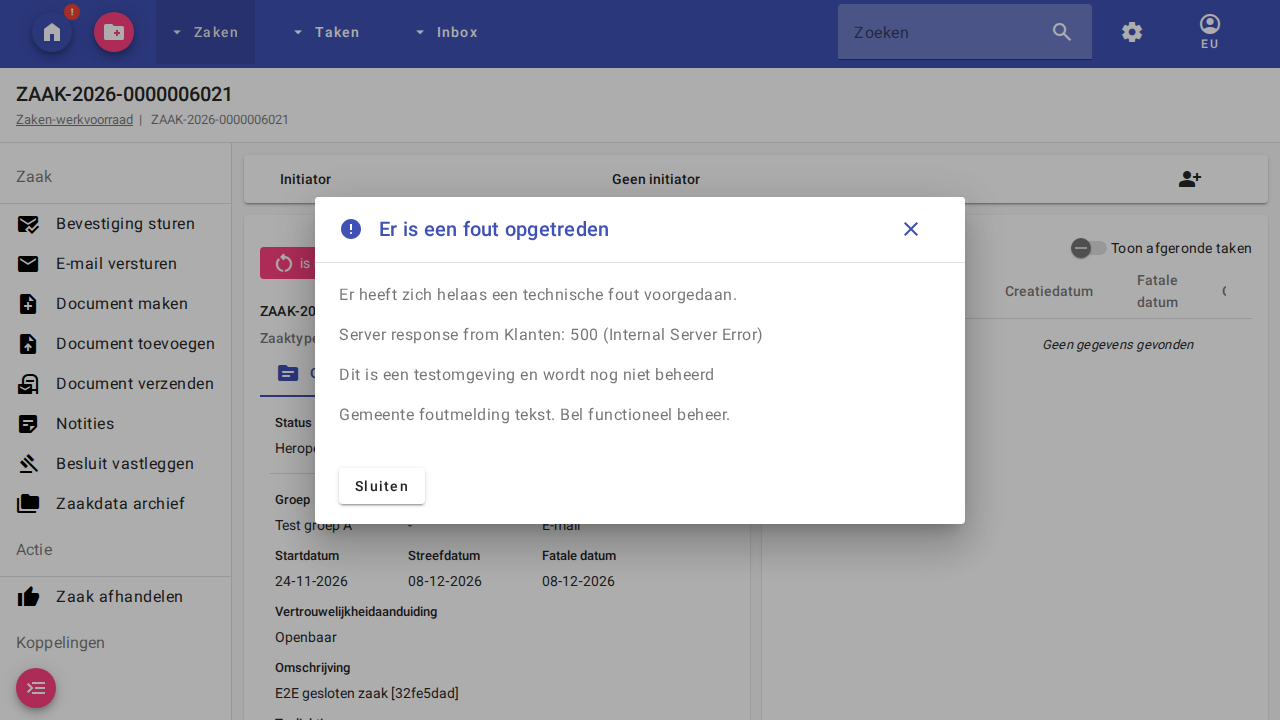 !
Zaken
Taken
Inbox
Zoeken
EU
ZAAK-2026-0000006021
Zaken-werkvoorraad | ZAAK-2026-0000006021
Zaak
Bevestiging sturen
E-mail versturen
Document maken
Document toevoegen
Document verzenden
Notities
Besluit vastleggen
Zaakdata archief
Actie
Zaak afhandelen
Koppelingen
Initiator
Geen initiator
is
ZAAK-20
Zaaktype
Status
Herope
Groep
Test groep A - E-mail
Startdatum Streefdatum Fatale datum
24-11-2026 08-12-2026 08-12-2026
Vertrouwelijkheidaanduiding
Openbaar
Omschrijving
E2E gesloten zaak [32fe5dad]
Toon afgeronde taken
Creatiedatum
Fatale
datum
Geen gegevens gevonden
Er is een fout opgetreden
Er heeft zich helaas een technische fout voorgedaan.
Server response from Klanten: 500 (Internal Server Error)
Dit is een testomgeving en wordt nog niet beheerd
Gemeente foutmelding tekst. Bel functioneel beheer.
Sluiten